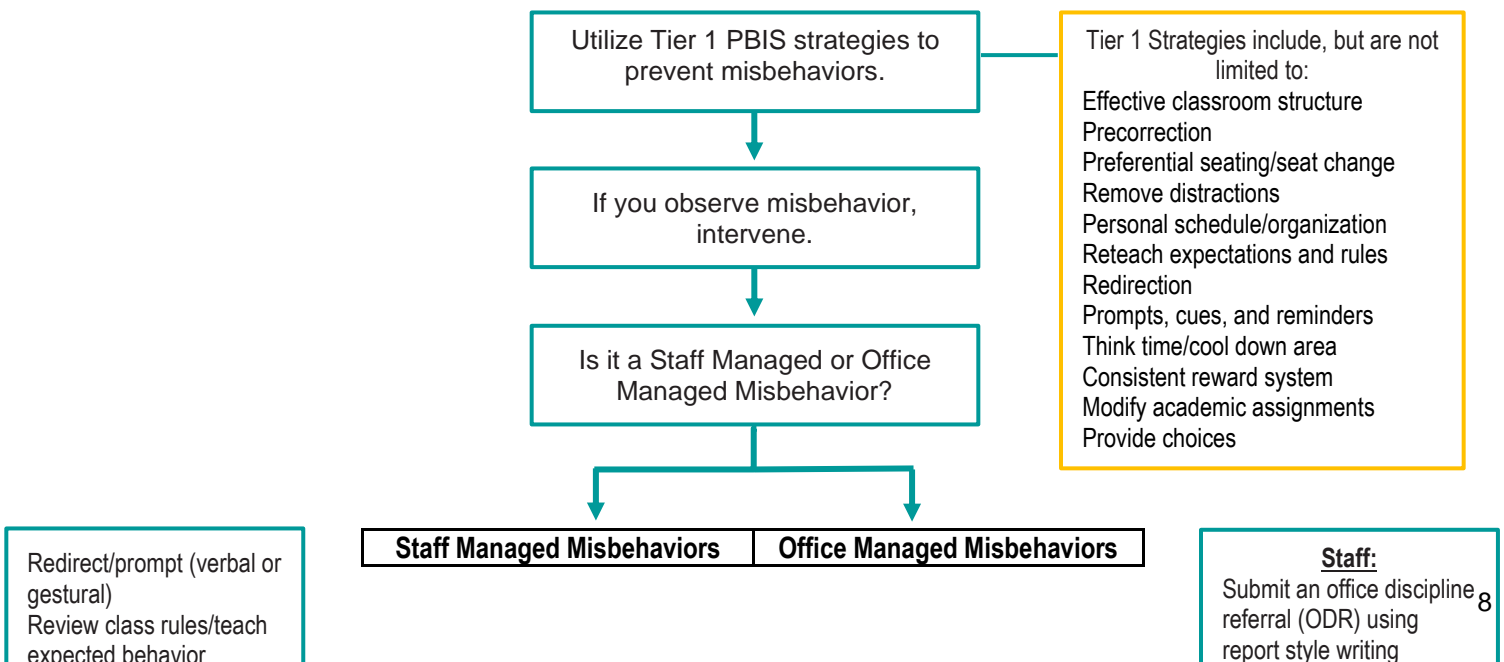 Utilize Tier 1 PBIS strategies to
prevent misbehaviors.
Tier 1 Strategies include, but are not
limited to:
Effective classroom structure
Precorrection
Preferential seating/seat change
Remove distractions
Personal schedule/organization
Reteach expectations and rules
Redirection
Prompts, cues, and reminders
Think time/cool down area
Consistent reward system
Modify academic assignments
Provide choices
If you observe misbehavior,
intervene.
Is it a Staff Managed or Office
Managed Misbehavior?
Staff Managed Misbehaviors
Office Managed Misbehaviors
Redirect/prompt (verbal or
gestural)
Review class rules/teach
expected behavior
Staff:
Submit an office discipline
referral (ODR) using
report style writing
8